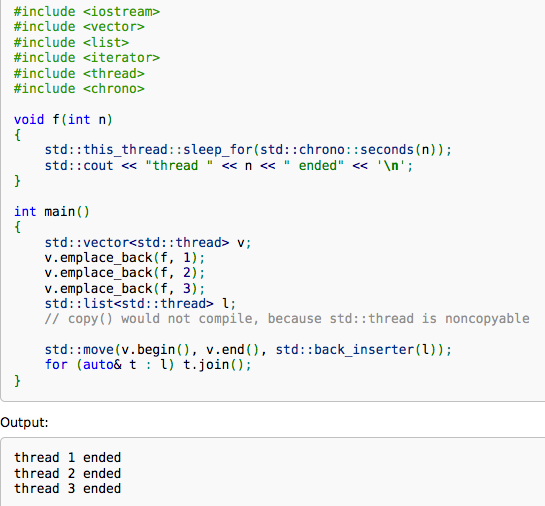 #include <iostream>
#include <vector>
#include <list>
#include <iterator>
#include <thread>
#include <chrono>

void f(int n)
{
    std::this_thread::sleep_for(std::chrono::seconds(n));
    std::cout << "thread " << n << " ended" << '\n';
}

int main()
{
    std::vector<std::thread> v;
    v.emplace_back(f, 1);
    v.emplace_back(f, 2);
    v.emplace_back(f, 3);
    std::list<std::thread> l;
    // copy() would not compile, because std::thread is noncopyable

    std::move(v.begin(), v.end(), std::back_inserter(l));
    for (auto& t : l) t.join();
}
Output:
thread 1 ended
thread 2 ended
thread 3 ended